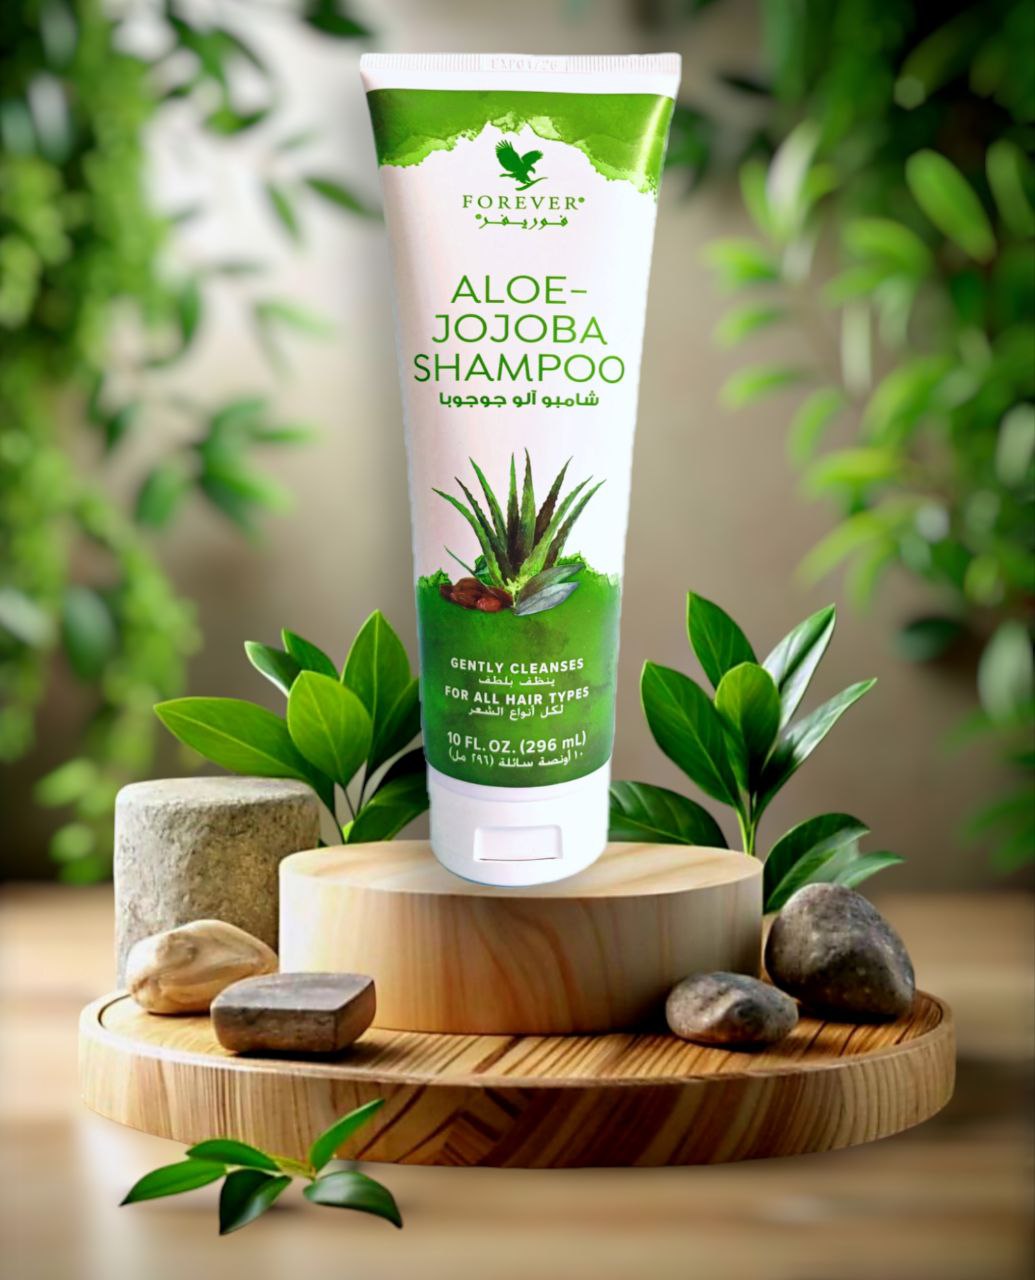 FOREVER®
فوريفر®
ALOE-
JOJOBA
SHAMPOO
شامبو آلو جوجوبا
GENTLY CLEANSES
ينظف بلطف
FOR ALL HAIR TYPES
لكل أنواع الشعر
10 FL. OZ. (296 mL)
١٠ أونصة سائلة (٢٩٦ مل)